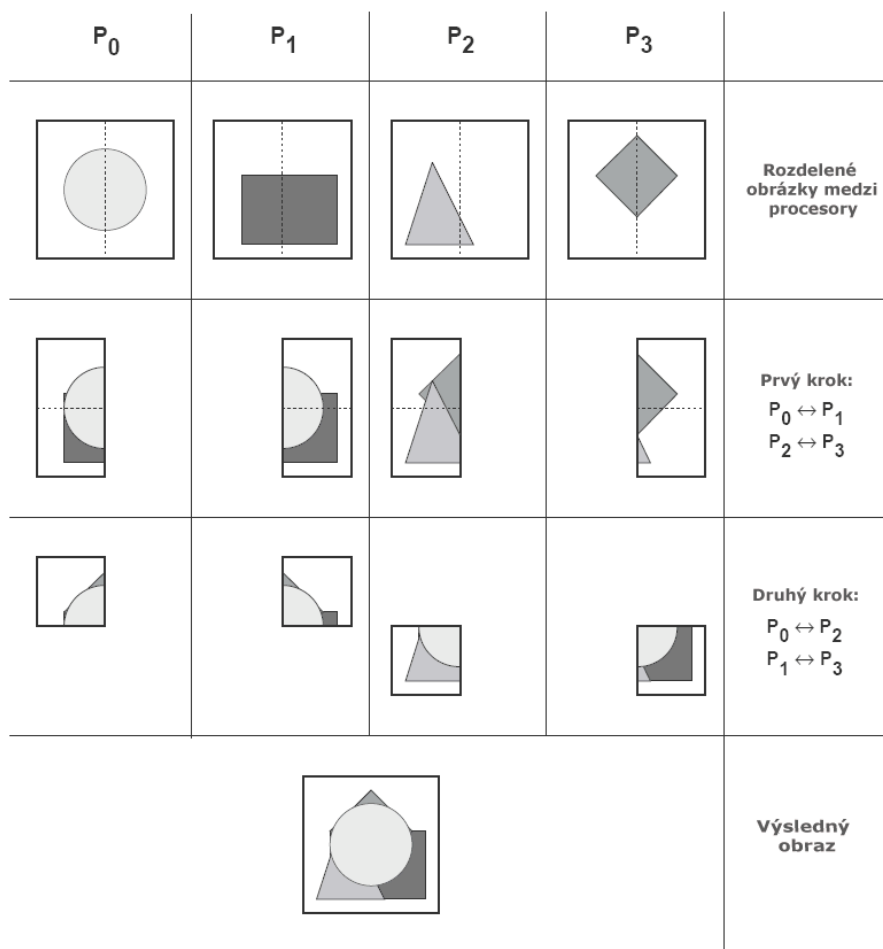 P0 P1 P2 P3
Rozdelené
obrázky medzi
procesory
Prvý krok:
P0 ↔ P1
P2 ↔ P3
Druhý krok:
P0 ↔ P2
P1 ↔ P3
Výsledný
obraz